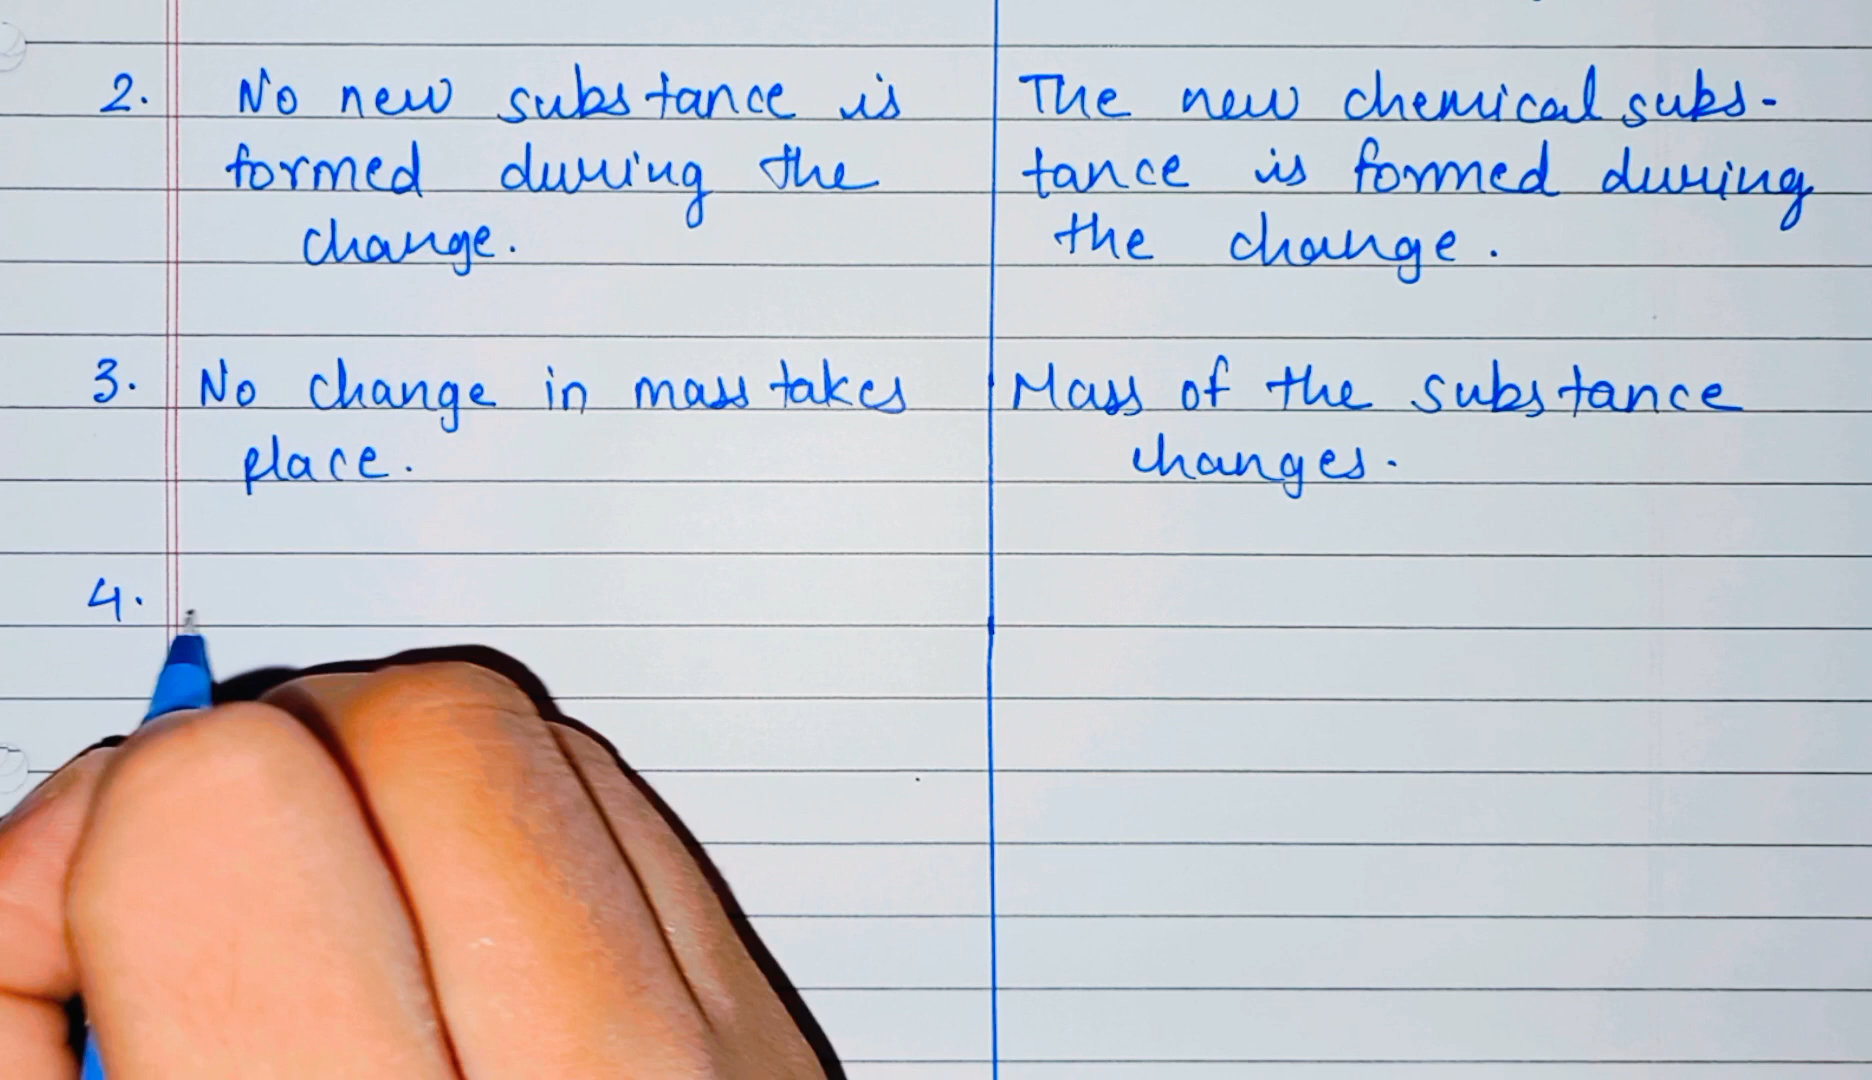 2. No new substance is
formed during the
change.
The new chemical subs-
tance is formed during
the change.
3. No change in mass takes
place.
Mass of the substance
changes.
4.